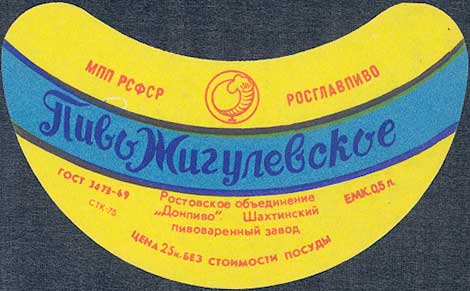 МПП РСФСР
РОСГЛАВПИВО
Пиво Жигулевское
ГОСТ 3473-69
СТК-75
Ростовское объединение
„Донпиво". Шахтинский
пивоваренный завод
ЕМК. 0,5 л.
ЦЕНА 25к. БЕЗ СТОИМОСТИ ПОСУДЫ